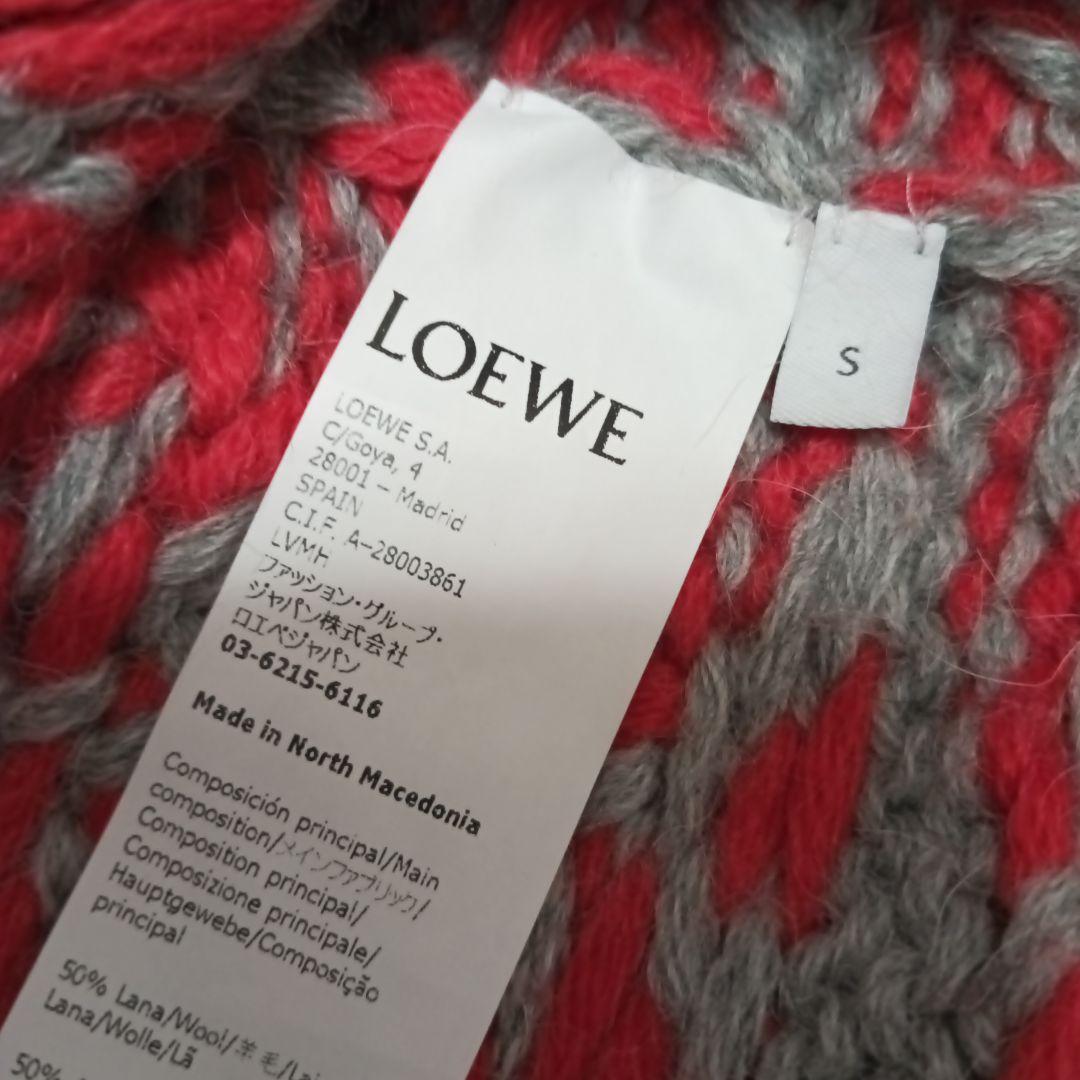 LOEWE
S
LOEWE S.A.
C/Goya, 4
28001 – Madrid
SPAIN
C.I.F. A-28003861
LVMH
ファッション・グループ・
ジャパン株式会社
ロエベジャパン
03-6215-6116
Made in North Macedonia
Composición principal/Main
composition/メインファブリック/
Composition principal/
Composizione principale/
Hauptgewebe/Composição
principal
50% Lana/Wool/羊毛/Lai
Lana/Wolle/Lã
50%